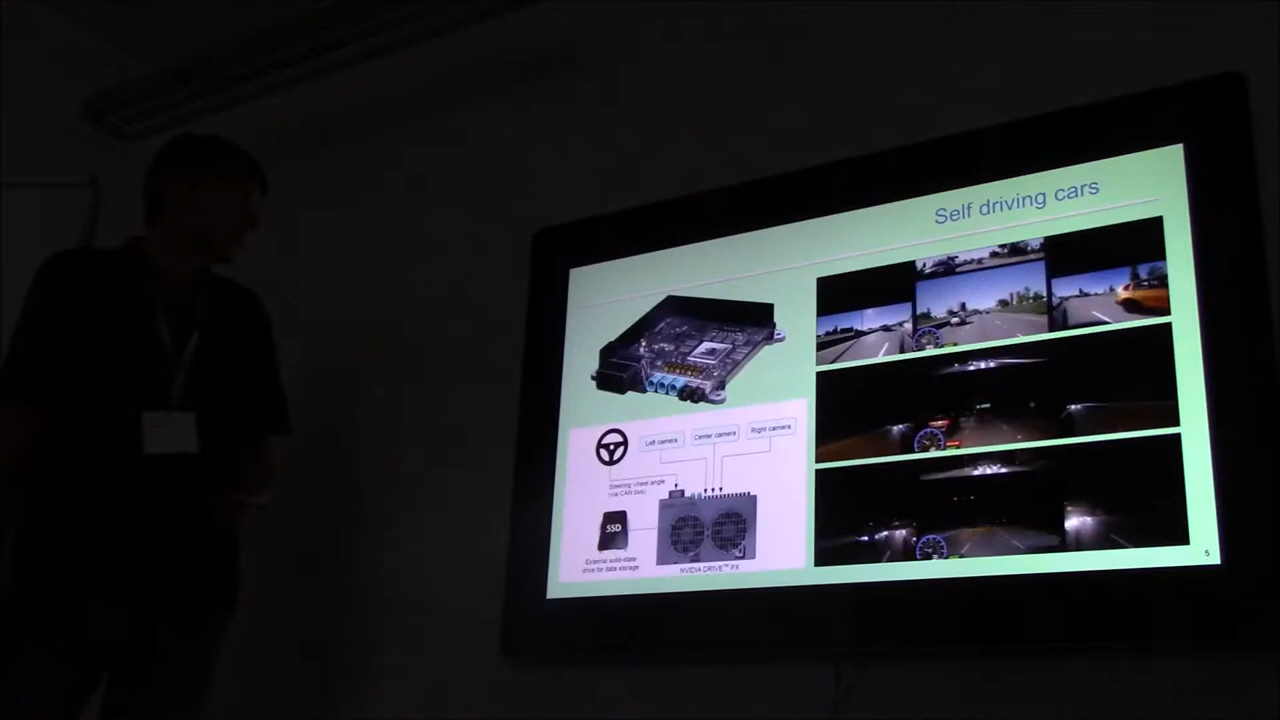 Self driving cars
Left camera
Center camera
Right camera
Steering wheel angle
(via CAN bus)
SSD
External solid-state
drive for data storage
NVIDIA DRIVE™ PX
5